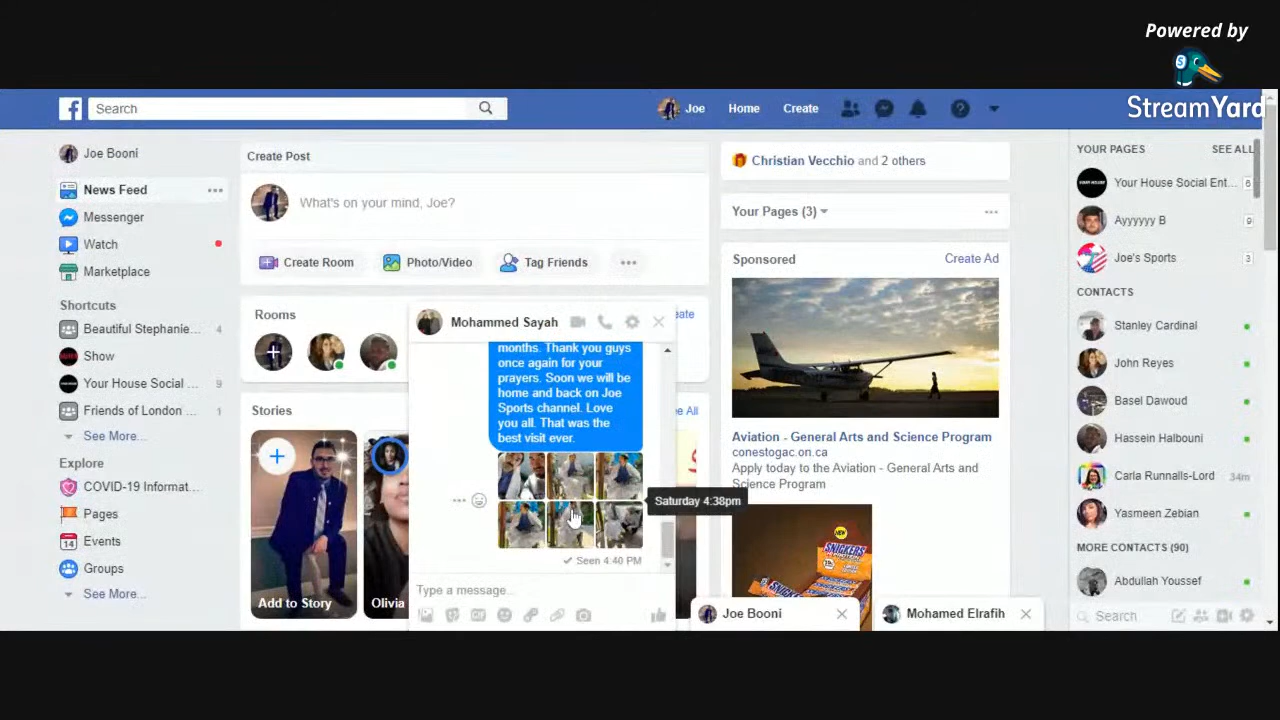 Powered by
StreamYard
Search
Joe
Home
Create
Joe Booni
News Feed
Messenger
Watch
Marketplace
Shortcuts
Beautiful Stephanie... 4
Show
Your House Social ... 9
Friends of London ... 1
See More...
Explore
COVID-19 Informat...
Pages
14 Events
Groups
See More...
Create Post
What's on your mind, Joe?
Create Room
Photo/Video
Tag Friends
Rooms
eate
Stories
e All
Add to Story
Olivia
Mohammed Sayah
months. Thank you guys
once again for your
prayers. Soon we will be
home and back on Joe
Sports channel. Love
you all. That was the
best visit ever.
Saturday 4:38pm
Seen 4:40 PM
Type a message...
GIF
Christian Vecchio and 2 others
Your Pages (3)
Sponsored
Create Ad
Aviation - General Arts and Science Program
conestogac.on.ca
Apply today to the Aviation - General Arts and
Science Program
NEW
SNICKERS
Joe Booni
Mohamed Elrafih
YOUR PAGES
SEE ALL
Your House Social Ent... 6
Ayyyyyy B 9
Joe's Sports 3
CONTACTS
Stanley Cardinal
John Reyes
Basel Dawoud
Hassein Halbouni
Carla Runnalls-Lord 34m
Yasmeen Zebian
MORE CONTACTS (90)
Abdullah Youssef
Search